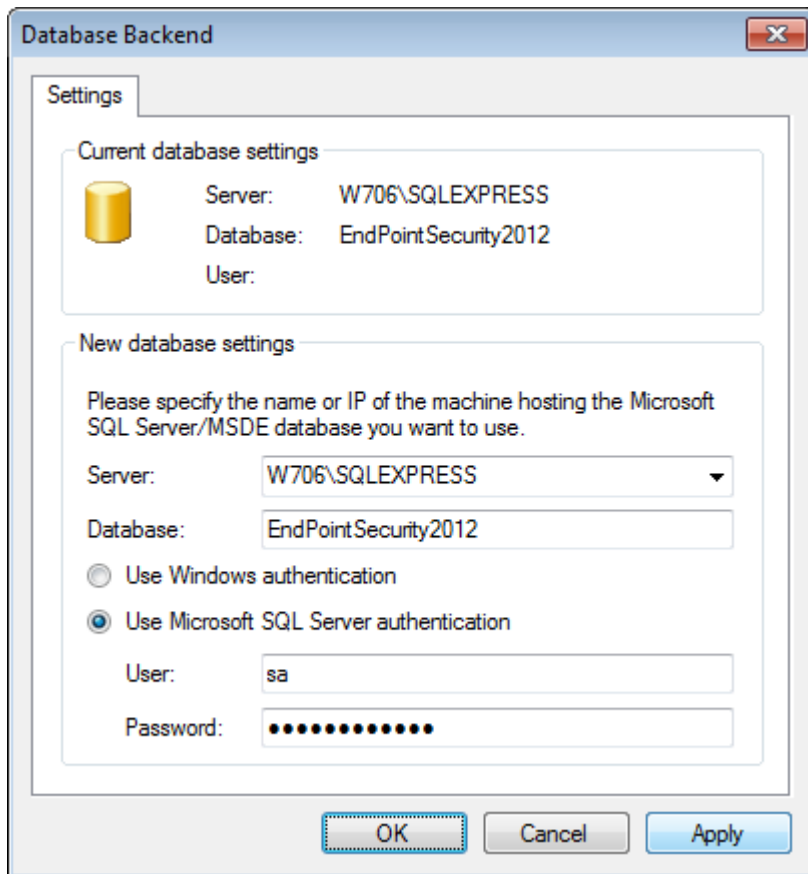 Database Backend
Settings
Current database settings
Server: W706\SQLEXPRESS
Database: EndPointSecurity2012
User:
New database settings
Please specify the name or IP of the machine hosting the Microsoft
SQL Server/MSDE database you want to use.
Server: W706\SQLEXPRESS
Database: EndPointSecurity2012
Use Windows authentication
Use Microsoft SQL Server authentication
User: sa
Password: ●●●●●●●●●●●●
OK Cancel Apply